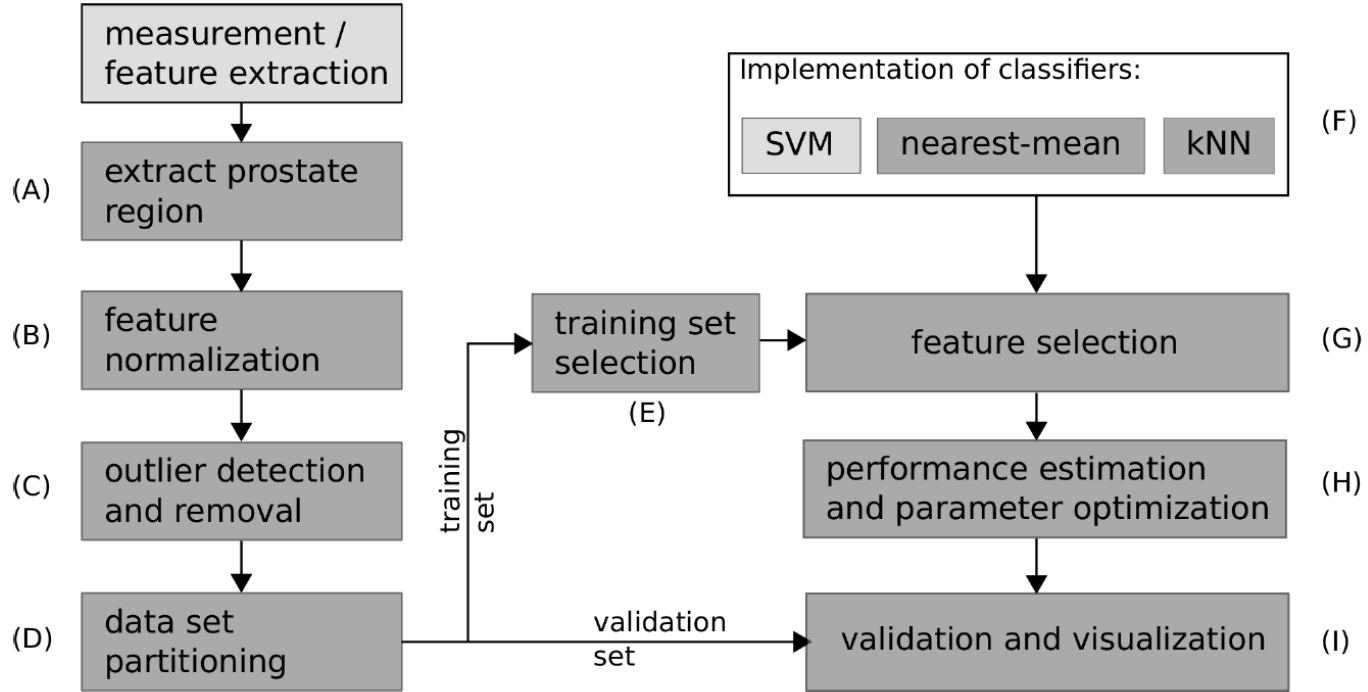 measurement /
feature extraction
(A)
extract prostate
region
(B)
feature
normalization
(C)
outlier detection
and removal
(D)
data set
partitioning
training
set
validation
set
training set
selection
(E)
Implementation of classifiers:
SVM
nearest-mean
kNN
(F)
feature selection
(G)
performance estimation
and parameter optimization
(H)
validation and visualization
(I)